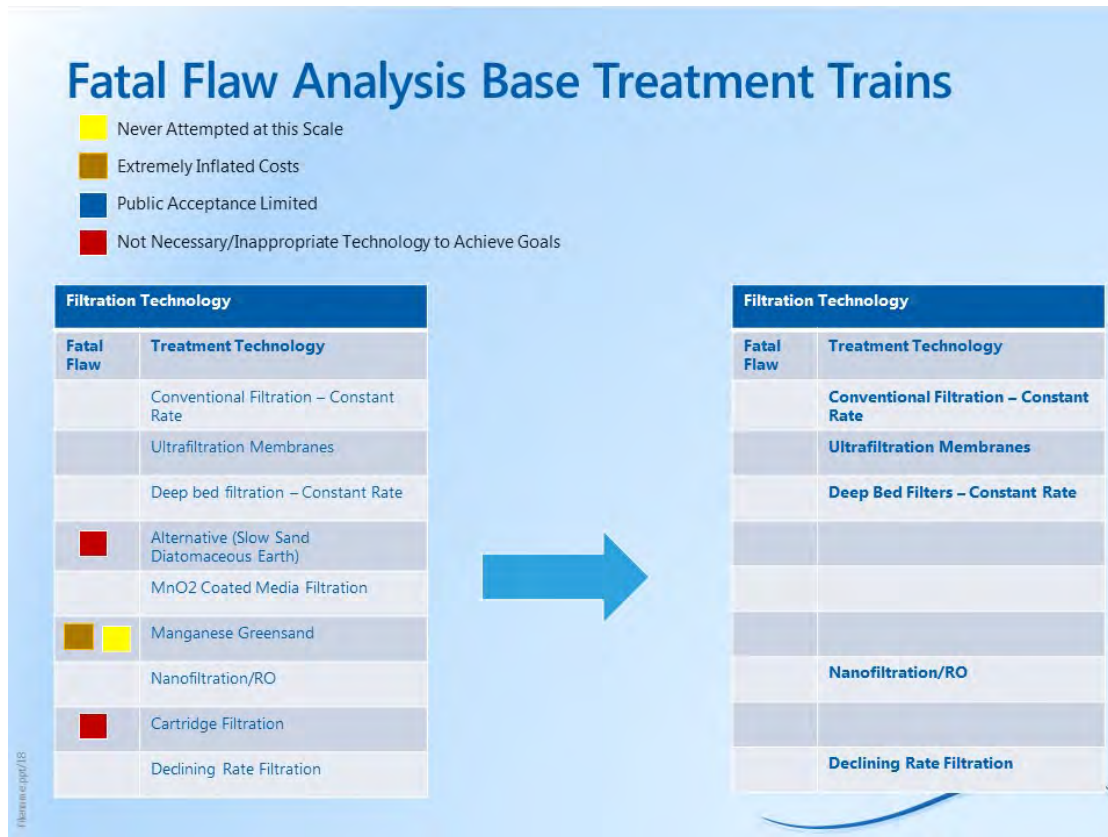 Fatal Flaw Analysis Base Treatment Trains
Never Attempted at this Scale
Extremely Inflated Costs
Public Acceptance Limited
Not Necessary/Inappropriate Technology to Achieve Goals
Filtration Technology
Fatal
Flaw
Treatment Technology
Conventional Filtration – Constant
Rate
Ultrafiltration Membranes
Deep bed filtration – Constant Rate
Alternative (Slow Sand
Diatomaceous Earth)
MnO2 Coated Media Filtration
Manganese Greensand
Nanofiltration/RO
Cartridge Filtration
Declining Rate Filtration
Filtration Technology
Fatal
Flaw
Treatment Technology
Conventional Filtration – Constant
Rate
Ultrafiltration Membranes
Deep Bed Filters – Constant Rate
Nanofiltration/RO
Declining Rate Filtration
Filename.ppt/18